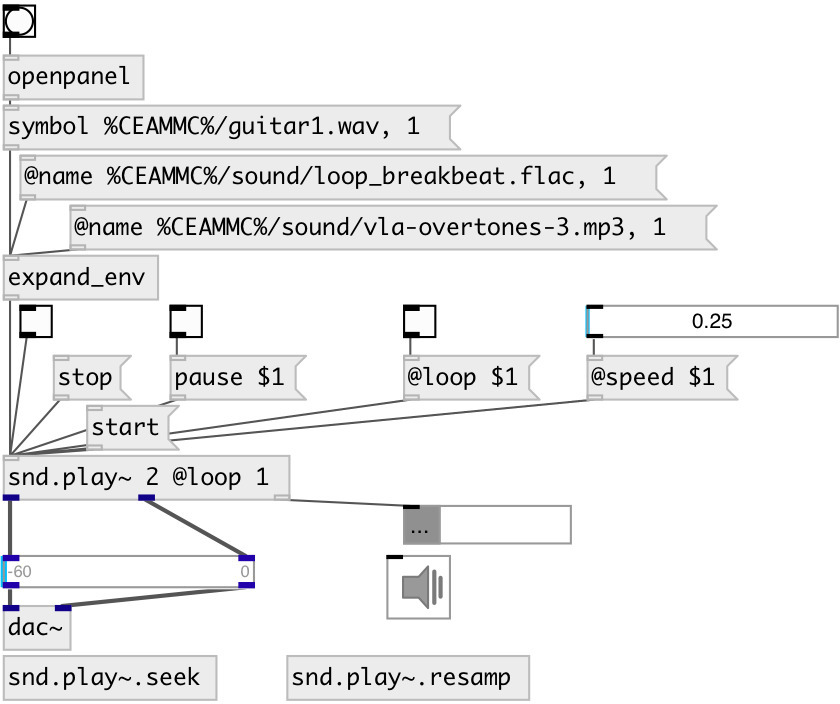 openpanel
symbol %CEAMMC%/guitar1.wav, 1
@name %CEAMMC%/sound/loop_breakbeat.flac, 1
@name %CEAMMC%/sound/vla-overtones-3.mp3, 1
expand_env
0.25
stop
pause $1
@loop $1
@speed $1
start
snd.play~ 2 @loop 1
...
-60 0
dac~
snd.play~.seek
snd.play~.resamp